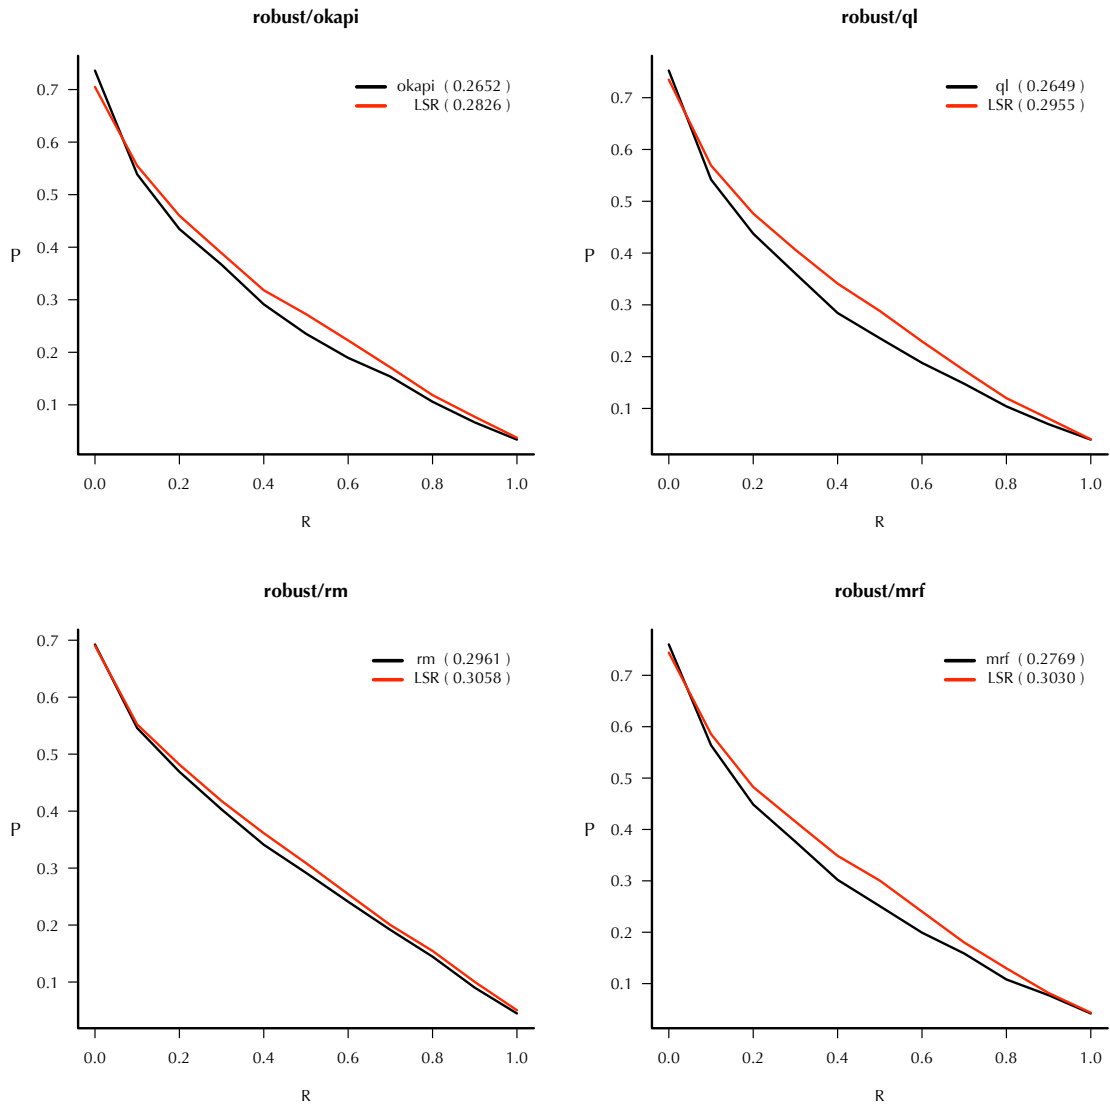 robust/okapi
okapi ( 0.2652 )
LSR ( 0.2826 )
0.7
0.6
0.5
0.4
0.3
0.2
0.1
P
0.0 0.2 0.4 0.6 0.8 1.0
R
robust/ql
ql ( 0.2649 )
LSR ( 0.2955 )
0.7
0.6
0.5
0.4
0.3
0.2
0.1
P
0.0 0.2 0.4 0.6 0.8 1.0
R
robust/rm
rm ( 0.2961 )
LSR ( 0.3058 )
0.7
0.6
0.5
0.4
0.3
0.2
0.1
P
0.0 0.2 0.4 0.6 0.8 1.0
R
robust/mrf
mrf ( 0.2769 )
LSR ( 0.3030 )
0.7
0.6
0.5
0.4
0.3
0.2
0.1
P
0.0 0.2 0.4 0.6 0.8 1.0
R